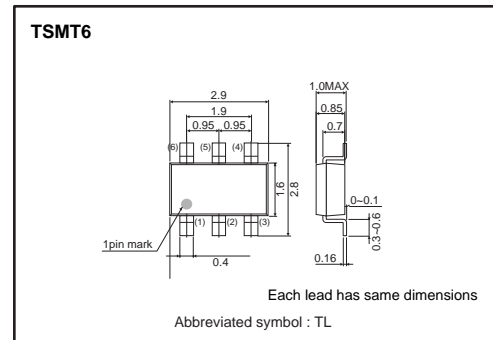 TSMT6
1.0MAX
2.9
0.85
1.9
0.7
0.95 0.95
(6) (5) (4)
1.6
2.8
0~0.1
(1) (2) (3)
1pin mark
0.3~0.6
0.4
0.16
Each lead has same dimensions
Abbreviated symbol : TL